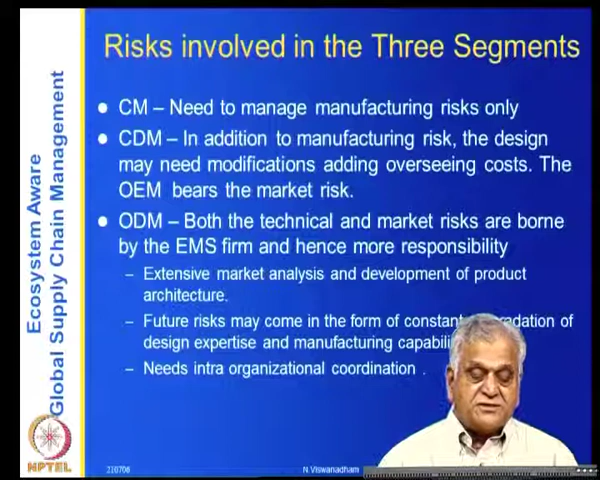 Risks involved in the Three Segments
CM – Need to manage manufacturing risks only
CDM – In addition to manufacturing risk, the design
may need modifications adding overseeing costs. The
OEM bears the market risk.
ODM – Both the technical and market risks are borne
by the EMS firm and hence more responsibility
– Extensive market analysis and development of product
architecture.
– Future risks may come in the form of constant of
design expertise and manufacturing
– Needs intra organizational coordination .
Ecosystem Aware
Global Supply Chain Management
NPTEL
210706
N.Viswanadham